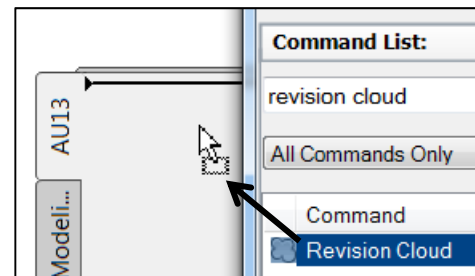 AU13
Modeli...
Command List:
revision cloud
All Commands Only
Command
Revision Cloud